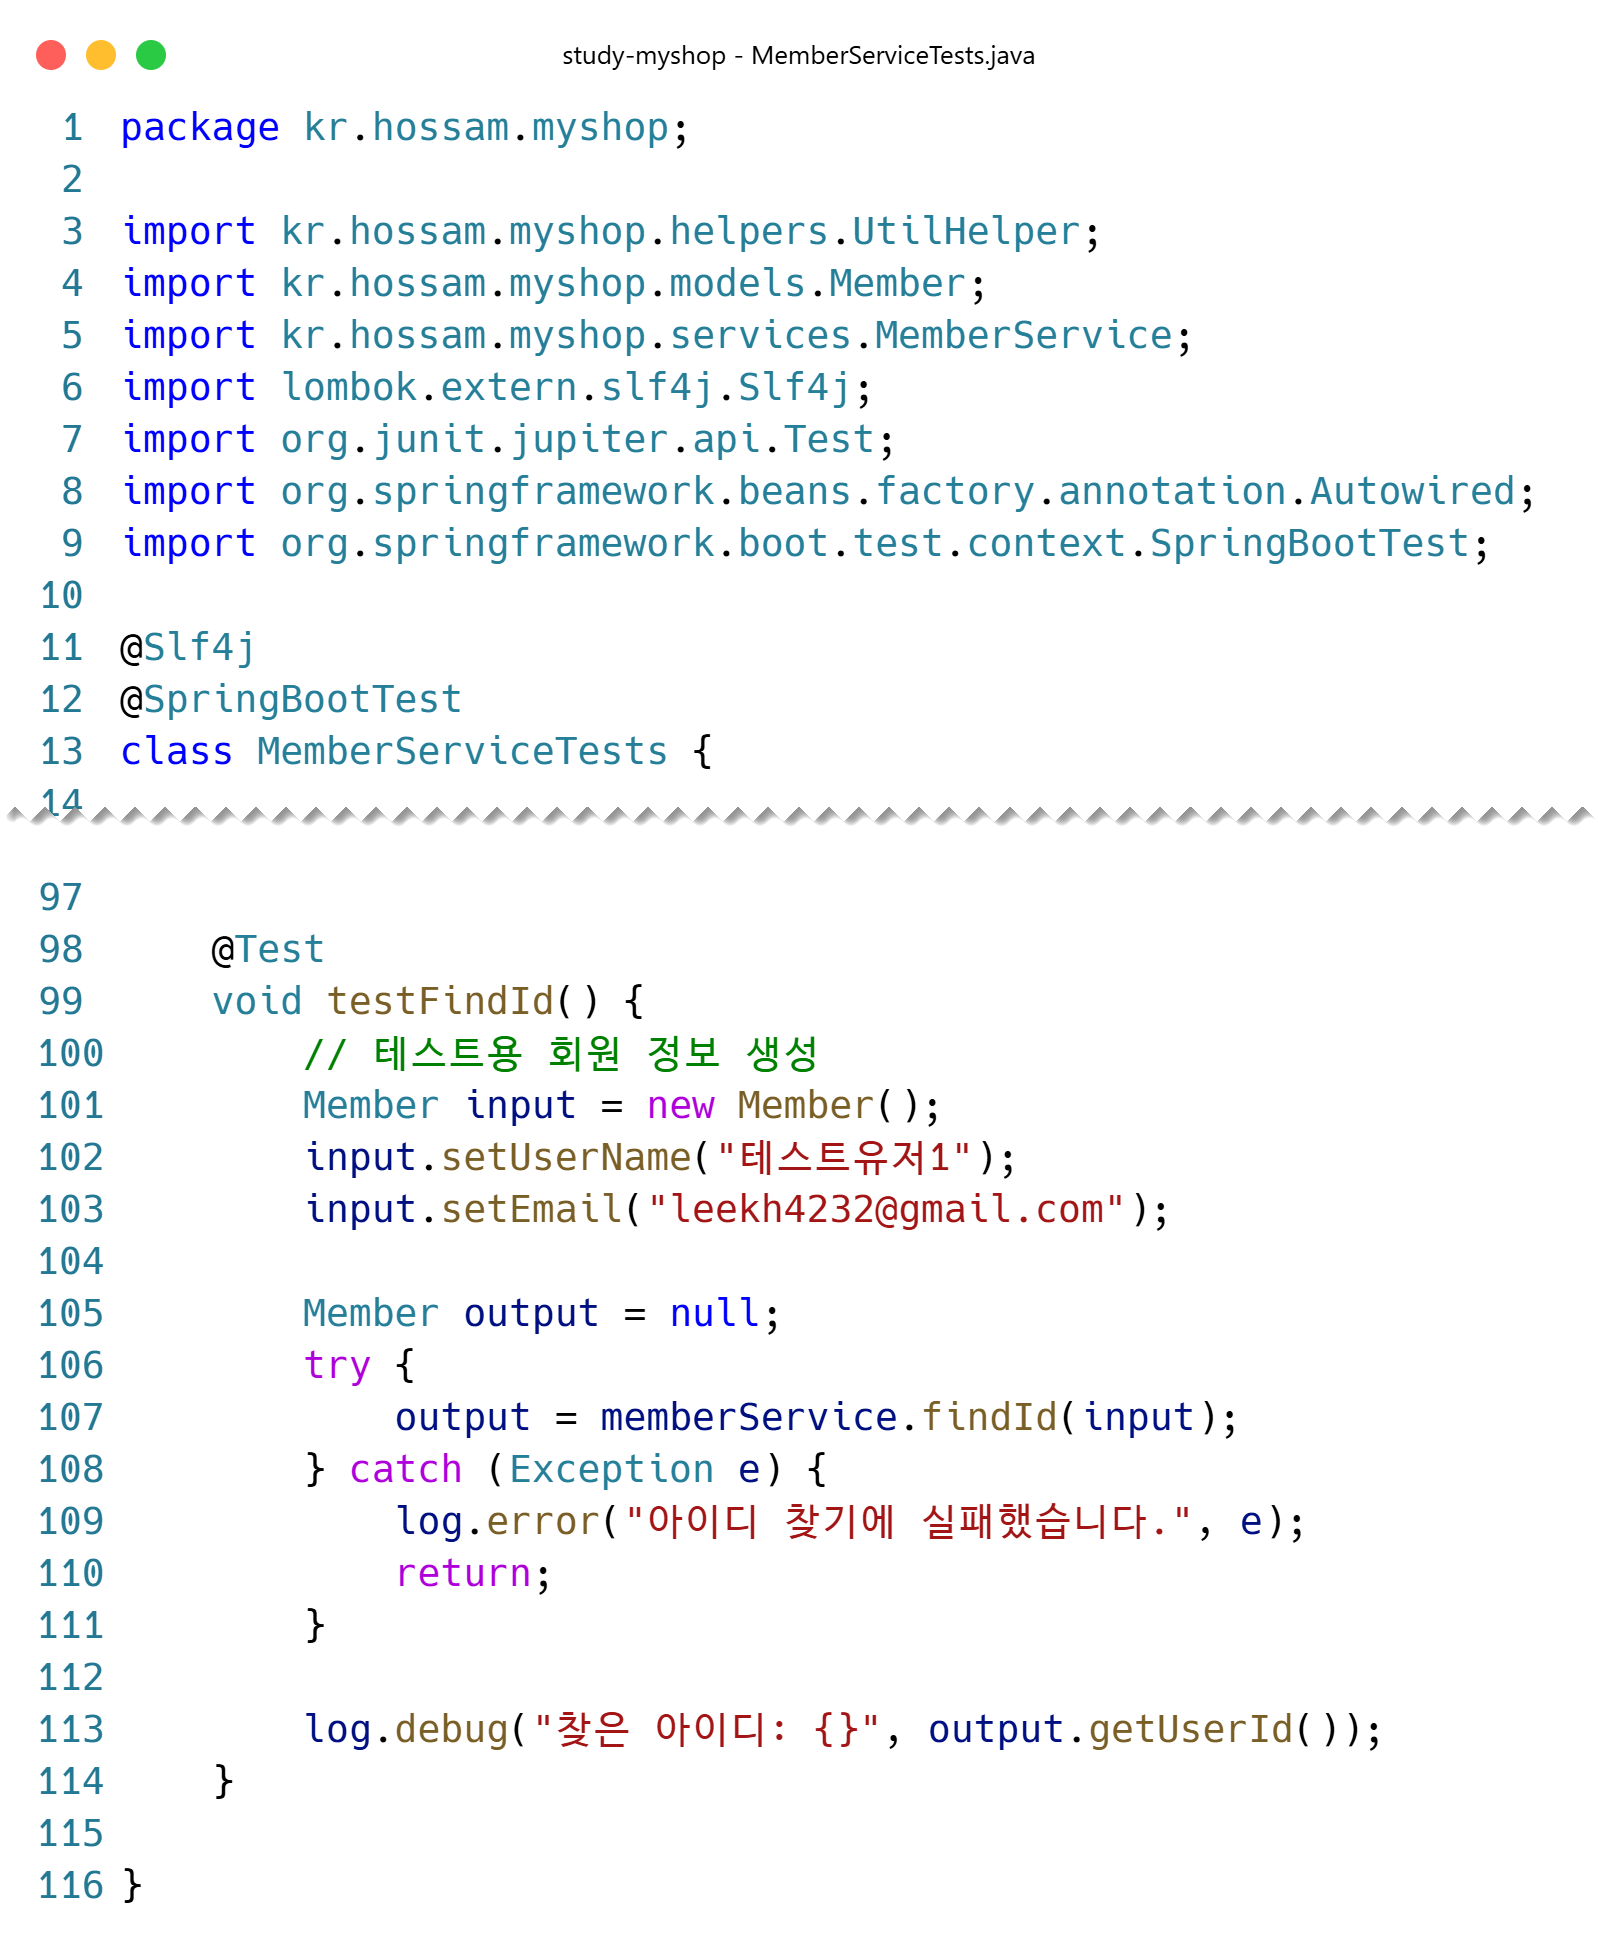 study-myshop - MemberServiceTests.java
1 package kr.hossam.myshop;
2
3 import kr.hossam.myshop.helpers.UtilHelper;
4 import kr.hossam.myshop.models.Member;
5 import kr.hossam.myshop.services.MemberService;
6 import lombok.extern.slf4j.Slf4j;
7 import org.junit.jupiter.api.Test;
8 import org.springframework.beans.factory.annotation.Autowired;
9 import org.springframework.boot.test.context.SpringBootTest;
10
11 @Slf4j
12 @SpringBootTest
13 class MemberServiceTests {
14
97
98     @Test
99     void testFindId() {
100         // 테스트용 회원 정보 생성
101         Member input = new Member();
102         input.setUserName("테스트유저1");
103         input.setEmail("leekh4232@gmail.com");
104
105         Member output = null;
106         try {
107             output = memberService.findId(input);
108         } catch (Exception e) {
109             log.error("아이디 찾기에 실패했습니다.", e);
110             return;
111         }
112
113         log.debug("찾은 아이디: {}", output.getUserId());
114     }
115
116 }